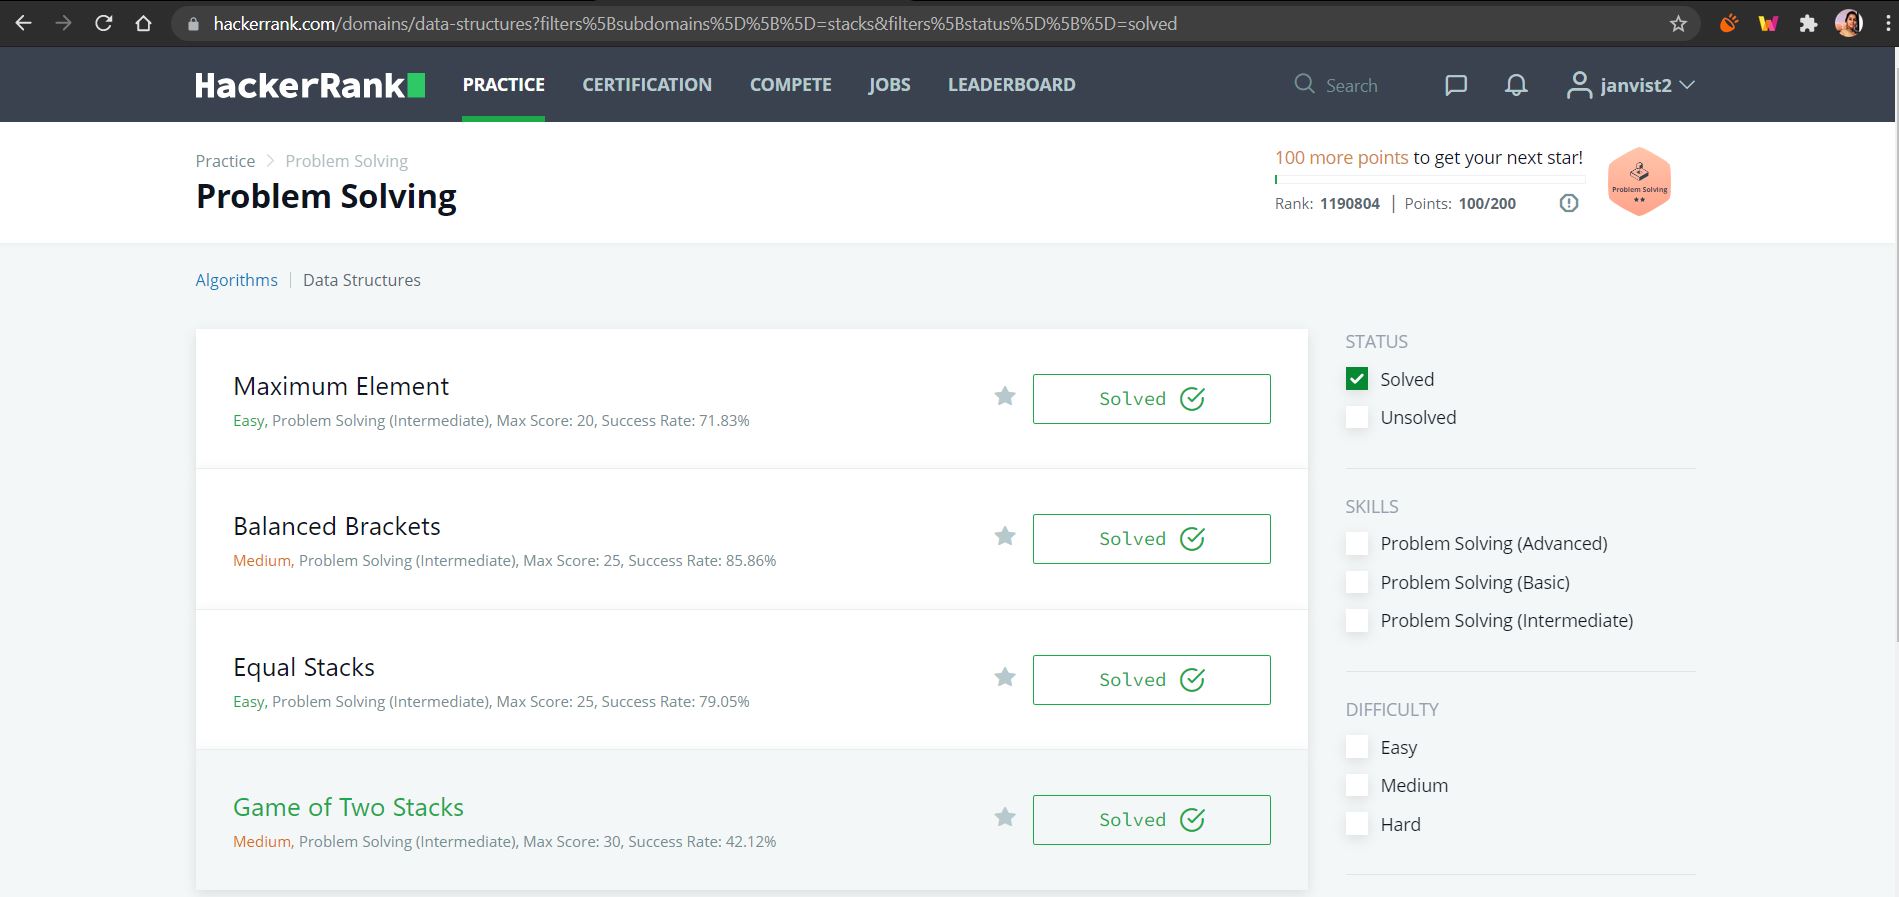 hackerrank.com/domains/data-structures?filters%5Bsubdomains%5D%5B%5D=stacks&filters%5Bstatus%5D%5B%5D=solved
HackerRank PRACTICE CERTIFICATION COMPETE JOBS LEADERBOARD Search janvist2
Practice > Problem Solving
Problem Solving
100 more points to get your next star!
Rank: 1190804 | Points: 100/200
Problem Solving
Algorithms | Data Structures
Maximum Element
Easy, Problem Solving (Intermediate), Max Score: 20, Success Rate: 71.83%
Solved
Balanced Brackets
Medium, Problem Solving (Intermediate), Max Score: 25, Success Rate: 85.86%
Solved
Equal Stacks
Easy, Problem Solving (Intermediate), Max Score: 25, Success Rate: 79.05%
Solved
Game of Two Stacks
Medium, Problem Solving (Intermediate), Max Score: 30, Success Rate: 42.12%
Solved
STATUS
Solved
Unsolved
SKILLS
Problem Solving (Advanced)
Problem Solving (Basic)
Problem Solving (Intermediate)
DIFFICULTY
Easy
Medium
Hard